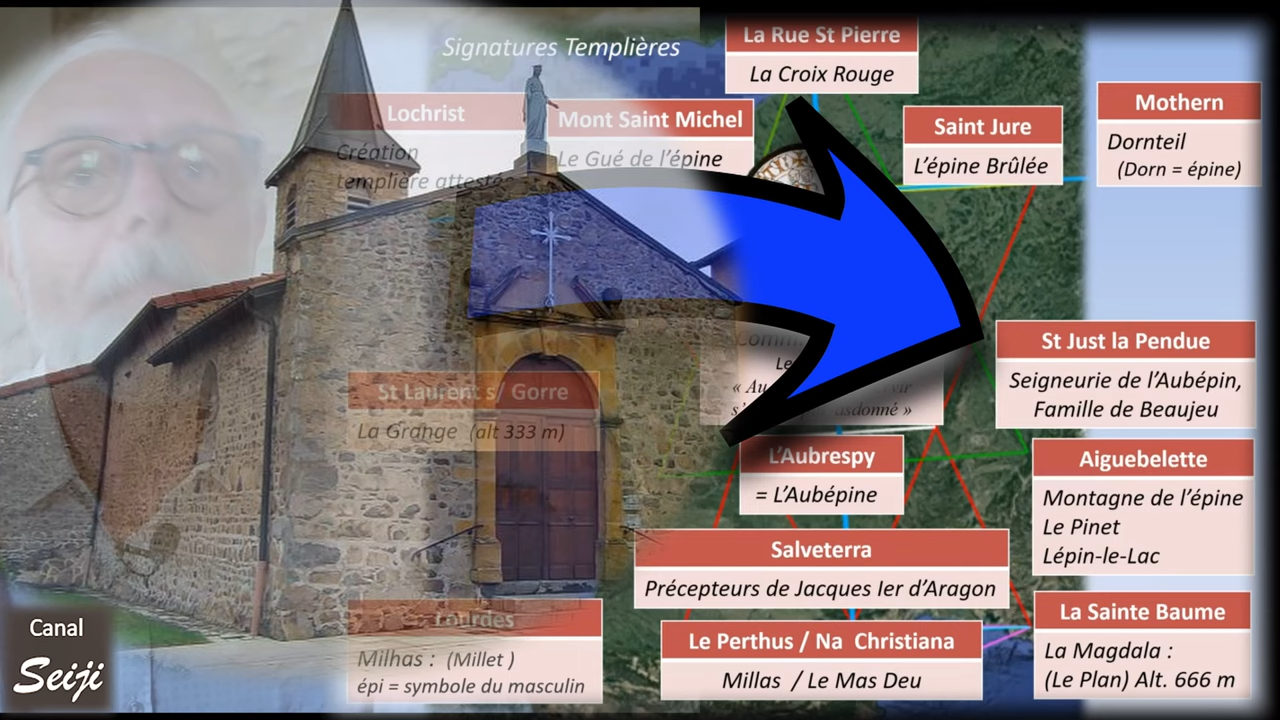 Signatures Templières
La Rue St Pierre
La Croix Rouge
Lochrist
Création
templière attestée
Mont Saint Michel
Le Gué de l'épine
Saint Jure
L'épine Brûlée
Mothern
Dornteil
(Dorn = épine)
St Just la Pendue
Seigneurie de l'Aubépin,
Famille de Beaujeu
St Laurent s/ Gorre
La Grange (alt 333 m)
Le
« Au
L'Aubrespy
= L'Aubépine
Aiguebelette
Montagne de l'épine
Le Pinet
Lépin-le-Lac
Salveterra
Précepteurs de Jacques Ier d'Aragon
Lourdes
Milhas : (Millet )
épi = symbole du masculin
Le Perthus / Na Christiana
Millas / Le Mas Deu
La Sainte Baume
La Magdala :
(Le Plan) Alt. 666 m
Canal
Seiji